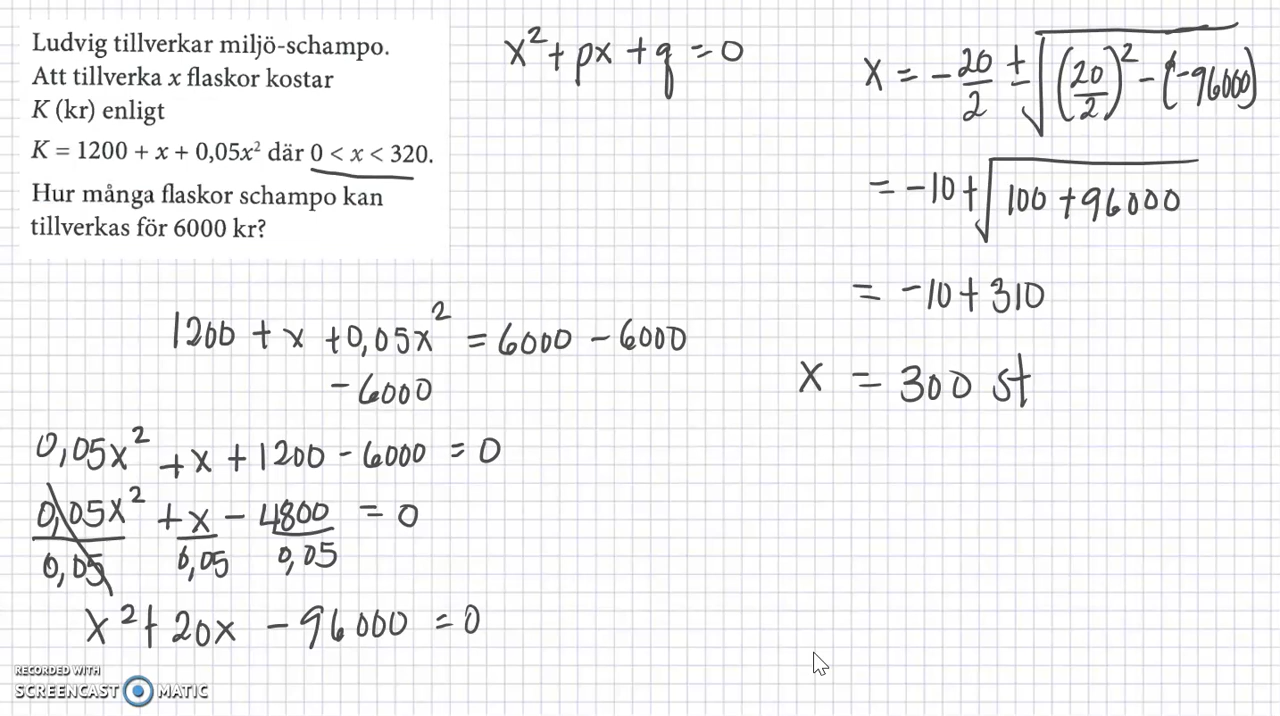 Ludvig tillverkar miljö-schampo.
Att tillverka x flaskor kostar
K (kr) enligt
K = 1200 + x + 0,05x² där 0 < x < 320.
Hur många flaskor schampo kan
tillverkas för 6000 kr?
x² + px + q = 0
1200 + x + 0,05x² = 6000 - 6000
- 6000
0,05x² + x + 1200 - 6000 = 0
0,05x² + x - 4800 = 0
0,05 0,05 0,05
x² + 20x - 96000 = 0
x = - 20/2 ± √((20/2)² - (-96000))
= -10 + √(100 + 96000)
= -10 + 310
x = 300 st
RECORDED WITH
SCREENCAST MATIC